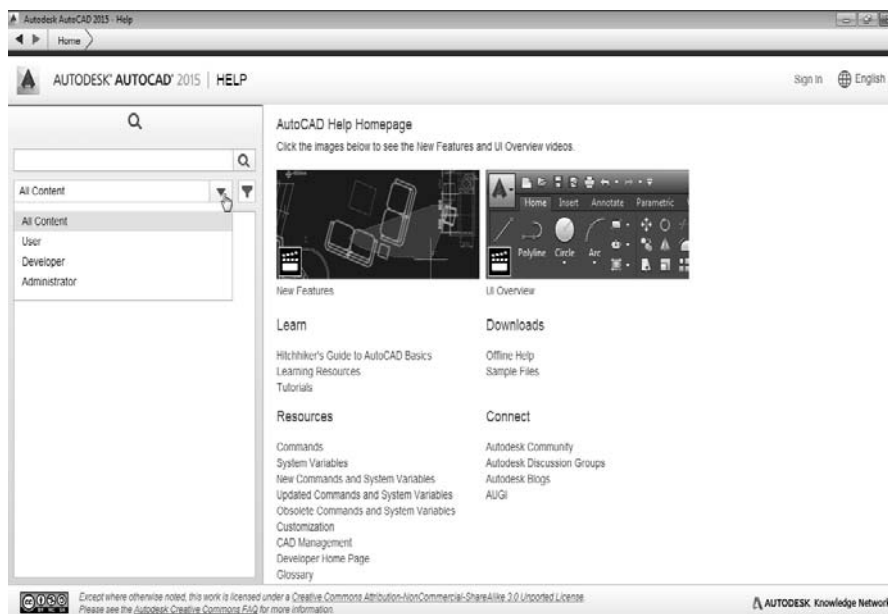 Autodesk AutoCAD 2015 - Help
Home
AUTODESK® AUTOCAD® 2015 | HELP
Sign In
English
All Content
All Content
User
Developer
Administrator
AutoCAD Help Homepage
Click the images below to see the New Features and UI Overview videos.
Home Insert Annotate Parametric
Polyline Circle Arc
New Features
UI Overview
Learn
Hitchhiker's Guide to AutoCAD Basics
Learning Resources
Tutorials
Downloads
Offline Help
Sample Files
Resources
Commands
System Variables
New Commands and System Variables
Updated Commands and System Variables
Obsolete Commands and System Variables
Customization
CAD Management
Developer Home Page
Glossary
Connect
Autodesk Community
Autodesk Discussion Groups
Autodesk Blogs
AUGI
Except where otherwise noted, this work is licensed under a Creative Commons Attribution-NonCommercial-ShareAlike 3.0 Unported License.
Please see the Autodesk Creative Commons FAQ for more information.
AUTODESK Knowledge Network